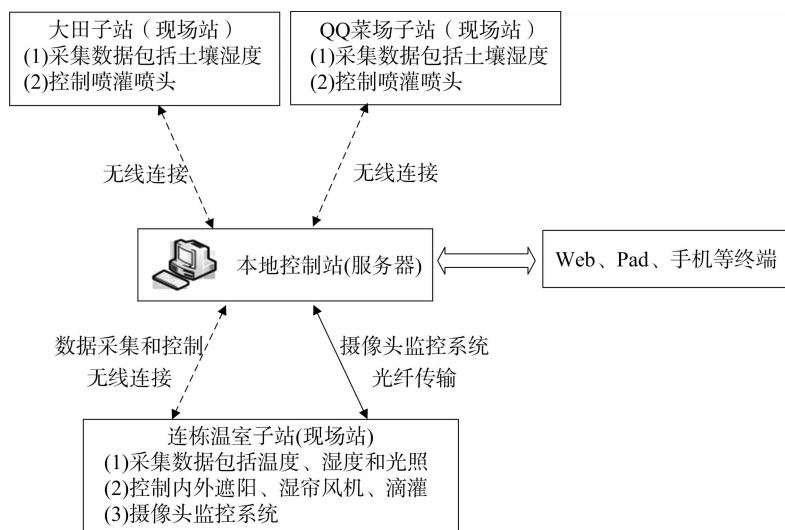 大田子站（现场站）
(1)采集数据包括土壤湿度
(2)控制喷灌喷头
QQ菜场子站（现场站）
(1)采集数据包括土壤湿度
(2)控制喷灌喷头
无线连接
无线连接
本地控制站(服务器)
Web、Pad、手机等终端
数据采集和控制
无线连接
摄像头监控系统
光纤传输
连栋温室子站(现场站)
(1)采集数据包括温度、湿度和光照
(2)控制内外遮阳、湿帘风机、滴灌
(3)摄像头监控系统